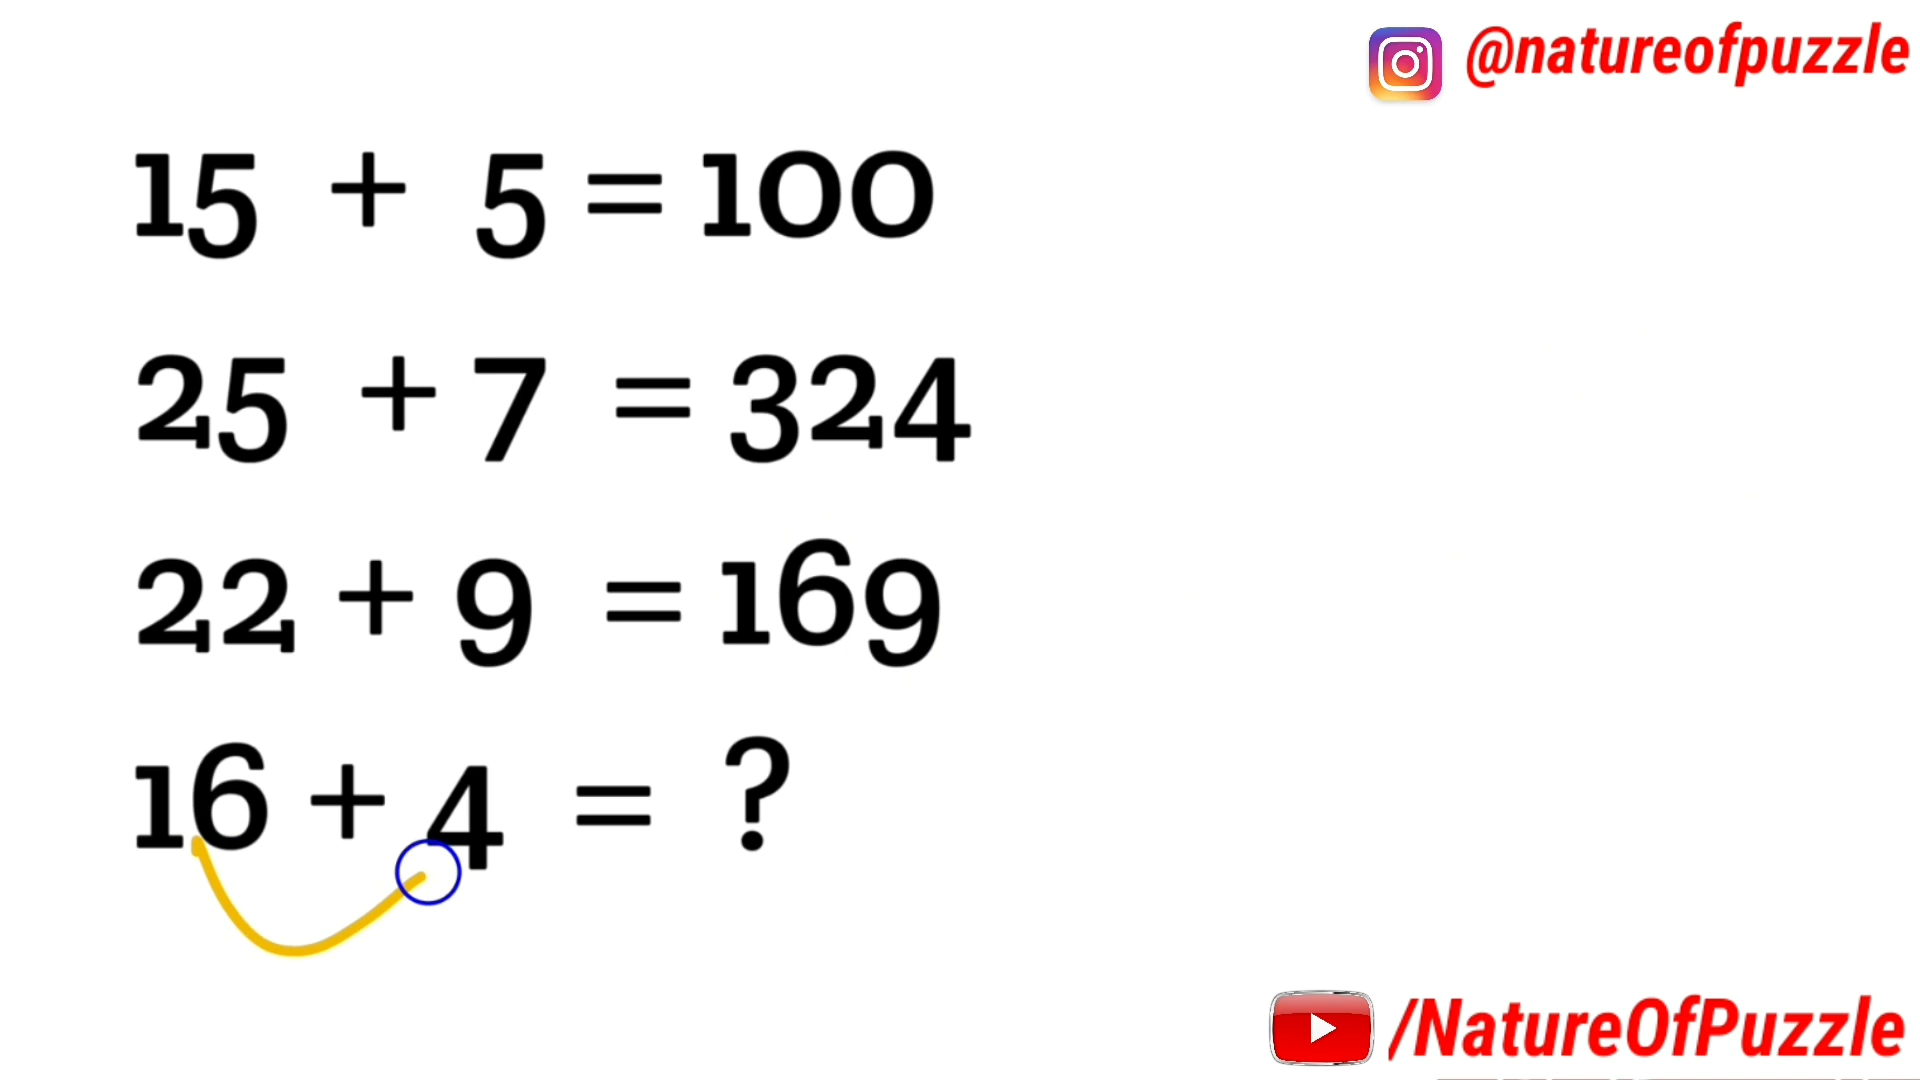 @natureofpuzzle
15 + 5 = 100
25 + 7 = 324
22 + 9 = 169
16 + 4 = ?
/NatureOfPuzzle